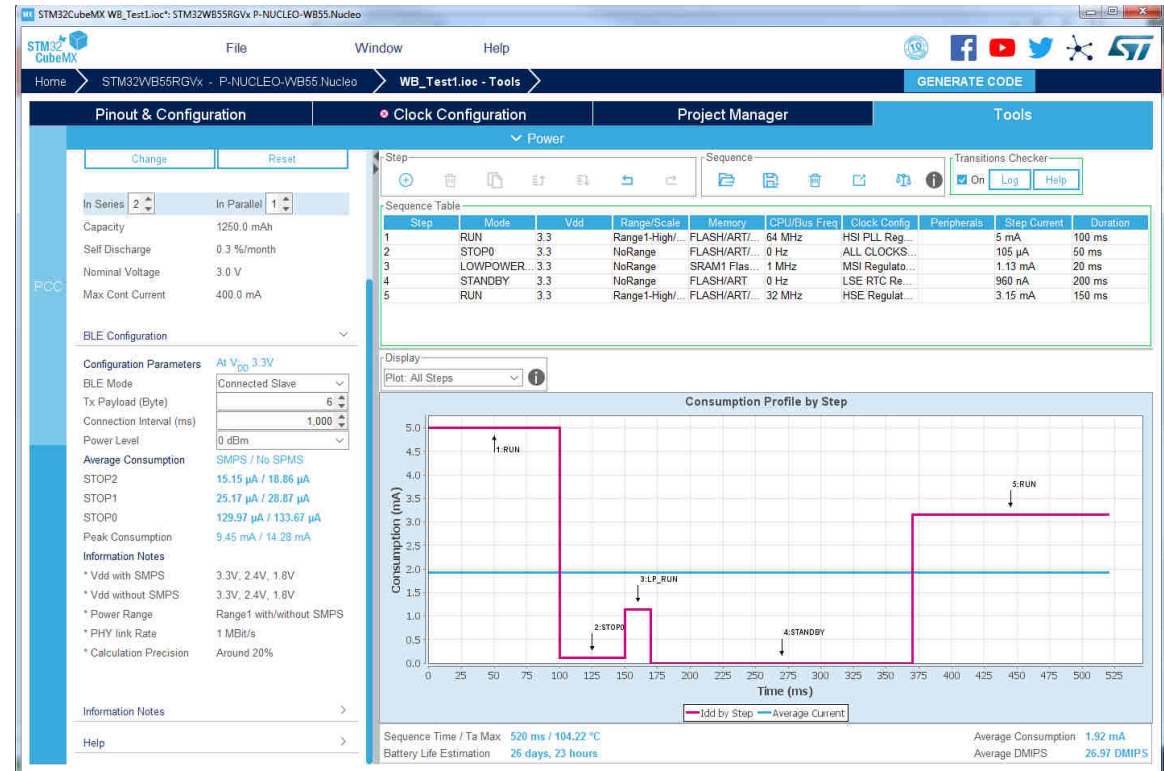 STM32CubeMX WB_Test1.ioc*: STM32WB55RGVx P-NUCLEO-WB55.Nucleo
STM32 CubeMX
File Window Help
Home STM32WB55RGVx - P-NUCLEO-WB55.Nucleo WB_Test1.ioc - Tools GENERATE CODE
Pinout & Configuration Clock Configuration Project Manager Tools
Power
PCC
Change Reset
In Series 2 In Parallel 1
Capacity 1250.0 mAh
Self Discharge 0.3 %/month
Nominal Voltage 3.0 V
Max Cont Current 400.0 mA
BLE Configuration
Configuration Parameters At VDD 3.3V
BLE Mode Connected Slave
Tx Payload (Byte) 6
Connection Interval (ms) 1,000
Power Level 0 dBm
Average Consumption SMPS / No SPMS
STOP2 15.15 µA / 18.86 µA
STOP1 25.17 µA / 28.87 µA
STOP0 129.97 µA / 133.67 µA
Peak Consumption 9.45 mA / 14.28 mA
Information Notes
* Vdd with SMPS 3.3V, 2.4V, 1.8V
* Vdd without SMPS 3.3V, 2.4V, 1.8V
* Power Range Range1 with/without SMPS
* PHY link Rate 1 MBit/s
* Calculation Precision Around 20%
Information Notes
Help
Step Sequence Transitions Checker
On Log Help
Sequence Table
Step Mode Vdd Range/Scale Memory CPU/Bus Freq Clock Config Peripherals Step Current Duration
1 RUN 3.3 Range1-High/... FLASH/ART/... 64 MHz HSI PLL Reg... 5 mA 100 ms
2 STOP0 3.3 NoRange FLASH/ART/... 0 Hz ALL CLOCKS... 105 µA 50 ms
3 LOWPOWER... 3.3 NoRange SRAM1 Flas... 1 MHz MSI Regulato... 1.13 mA 20 ms
4 STANDBY 3.3 NoRange FLASH/ART 0 Hz LSE RTC Re... 960 nA 200 ms
5 RUN 3.3 Range1-High/... FLASH/ART/... 32 MHz HSE Regulat... 3.15 mA 150 ms
Display
Plot: All Steps
Consumption Profile by Step
Consumption (mA)
5.0
4.5
4.0
3.5
3.0
2.5
2.0
1.5
1.0
0.5
0.0
1:RUN
2:STOP0
3:LP_RUN
4:STANDBY
5:RUN
0 25 50 75 100 125 150 175 200 225 250 275 300 325 350 375 400 425 450 475 500 525
Time (ms)
Idd by Step Average Current
Sequence Time / Ta Max 520 ms / 104.22 °C Average Consumption 1.92 mA
Battery Life Estimation 26 days, 23 hours Average DMIPS 26.97 DMIPS